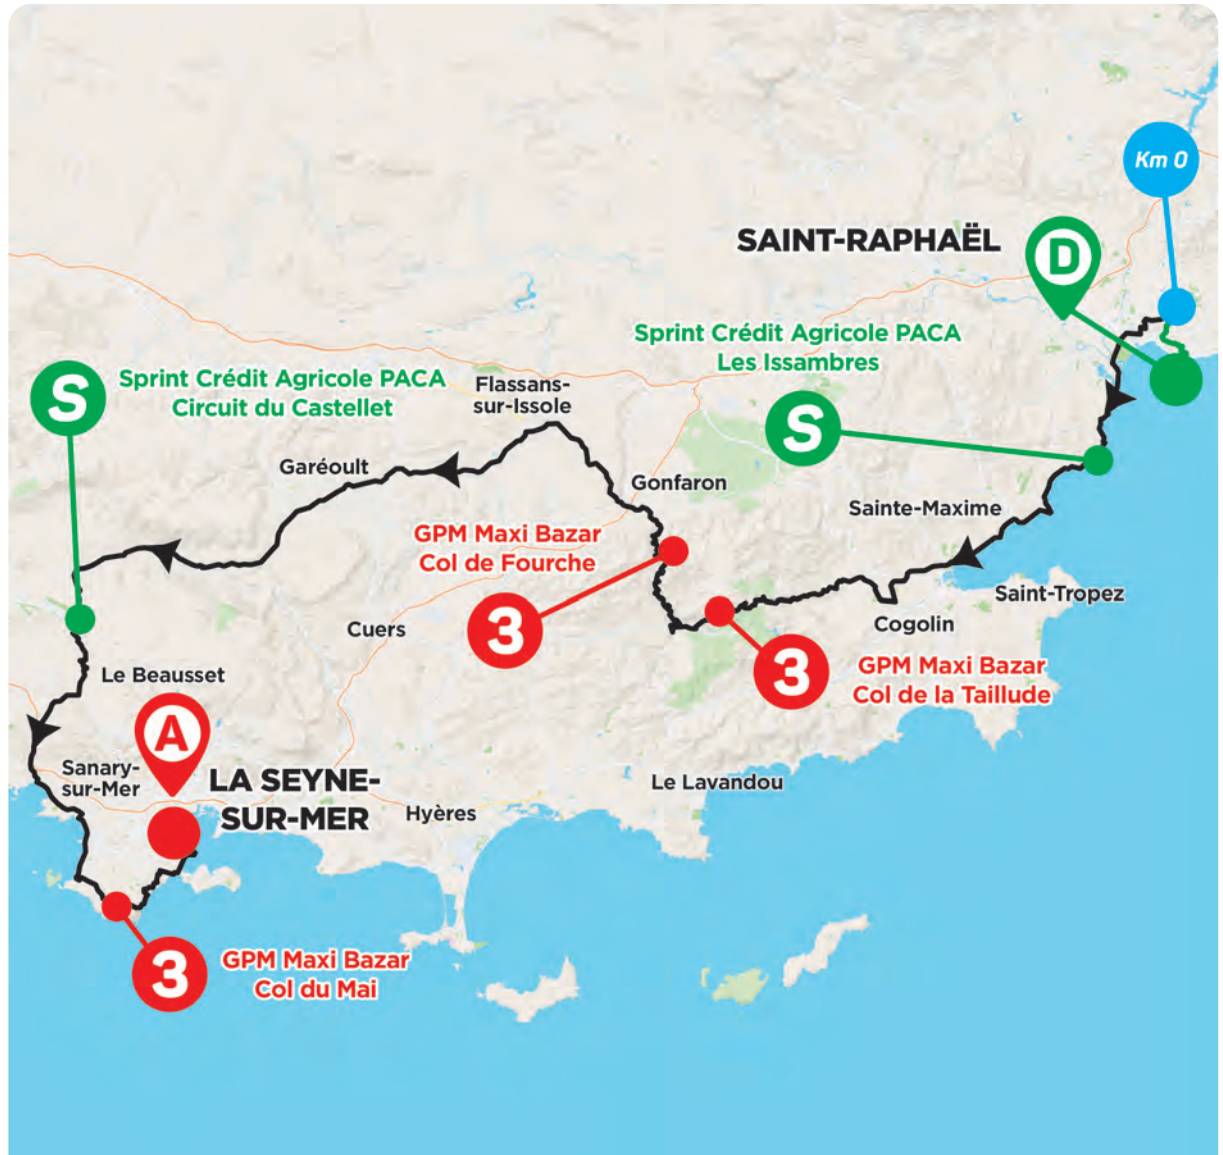 Km 0
SAINT-RAPHAËL
D
Sprint Crédit Agricole PACA
Les Issambres
S
Sprint Crédit Agricole PACA
Circuit du Castellet
S
Flassans-
sur-Issole
Garéoult
Gonfaron
Sainte-Maxime
GPM Maxi Bazar
Col de Fourche
3
Saint-Tropez
Cogolin
Cuers
GPM Maxi Bazar
Col de la Taillude
3
Le Beausset
A
Sanary-
sur-Mer
LA SEYNE-
SUR-MER
Le Lavandou
Hyères
GPM Maxi Bazar
Col du Mai
3